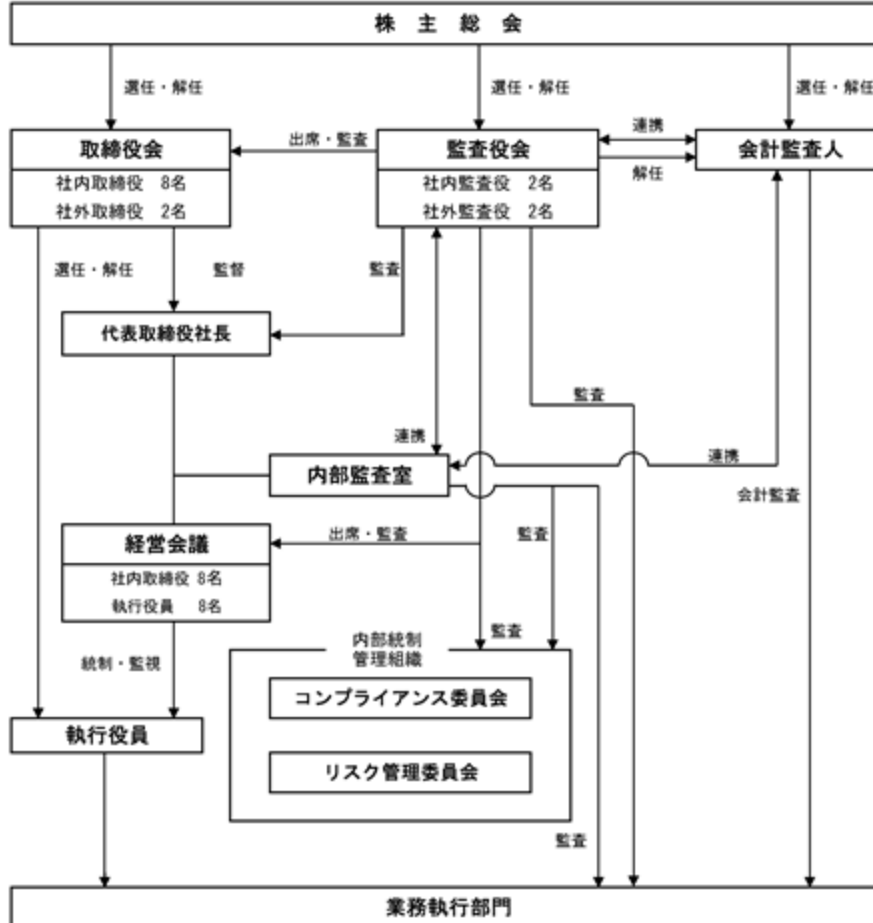 株主総会
選任・解任
選任・解任
選任・解任
取締役会
社内取締役 8名
社外取締役 2名
出席・監査
監査役会
社内監査役 2名
社外監査役 2名
連携
解任
会計監査人
選任・解任
監督
監査
代表取締役社長
監査
連携
内部監査室
連携
会計監査
経営会議
社内取締役 8名
執行役員 8名
出席・監査
監査
統制・監視
内部統制
管理組織
監査
コンプライアンス委員会
執行役員
リスク管理委員会
監査
業務執行部門